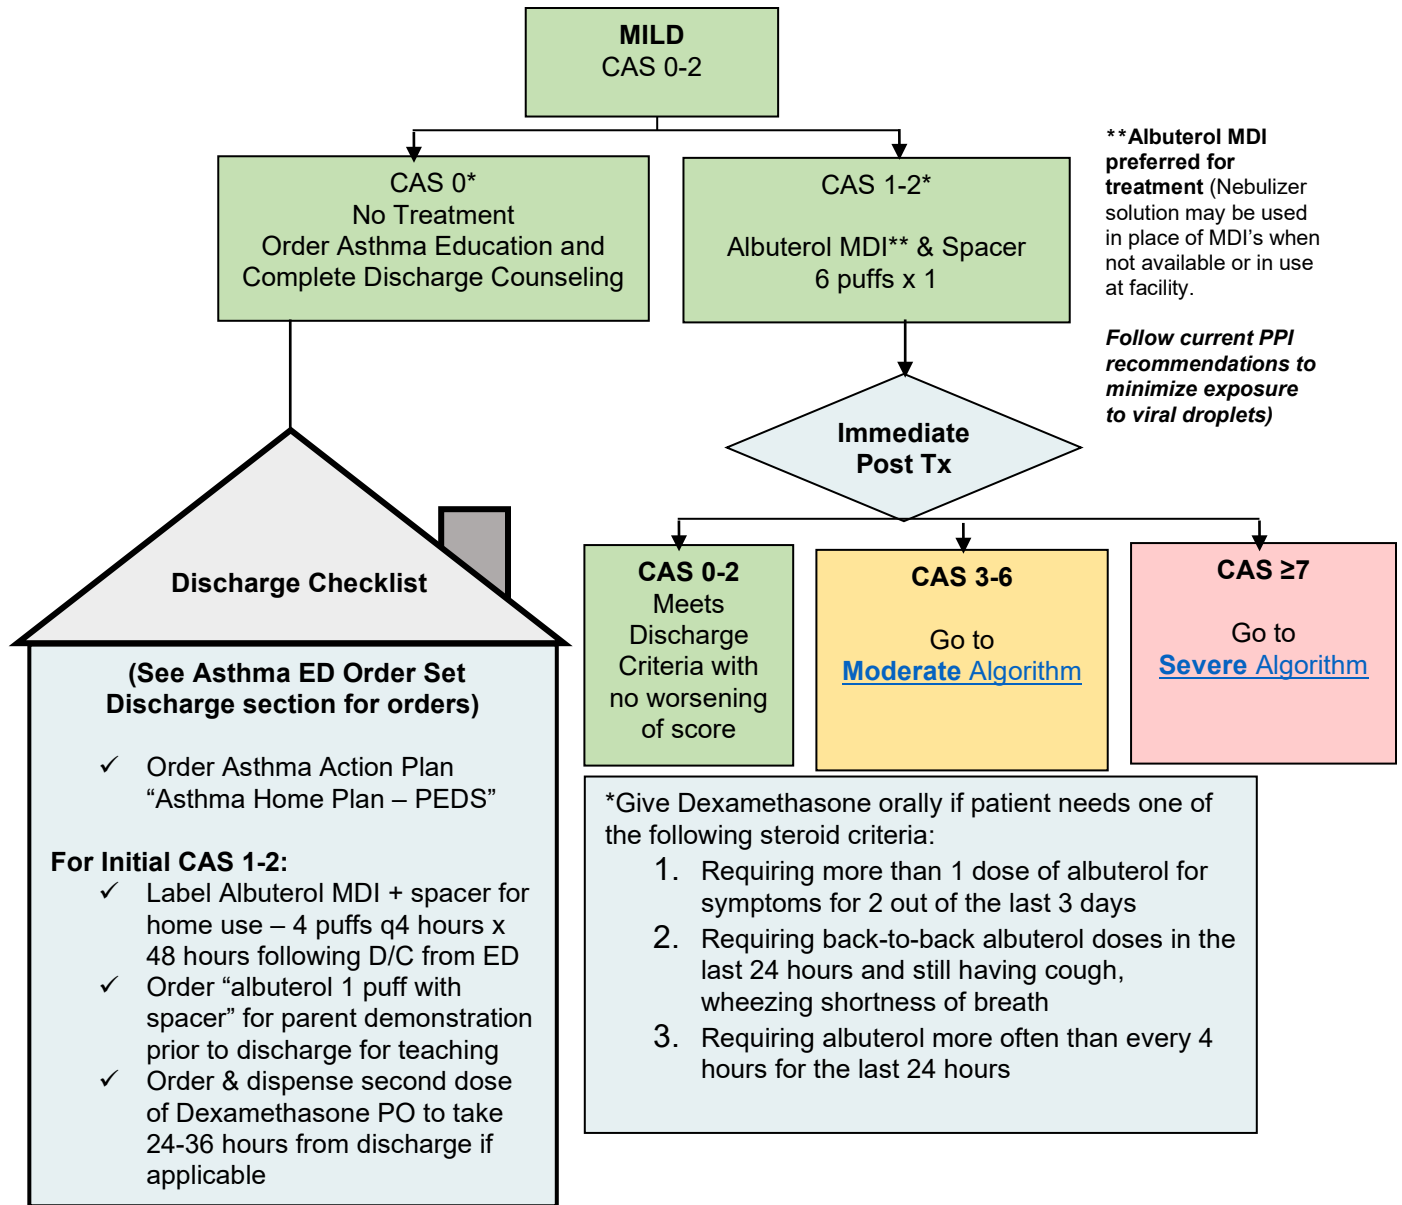 MILD
CAS 0-2
CAS 0*
No Treatment
Order Asthma Education and
Complete Discharge Counseling
CAS 1-2*
Albuterol MDI** & Spacer
6 puffs x 1
**Albuterol MDI
preferred for
treatment (Nebulizer
solution may be used
in place of MDI’s when
not available or in use
at facility.
Follow current PPI
recommendations to
minimize exposure
to viral droplets)
Immediate
Post Tx
CAS 0-2
Meets
Discharge
Criteria with
no worsening
of score
CAS 3-6
Go to
Moderate Algorithm
CAS ≥7
Go to
Severe Algorithm
Discharge Checklist
(See Asthma ED Order Set
Discharge section for orders)
✓ Order Asthma Action Plan
“Asthma Home Plan – PEDS”
For Initial CAS 1-2:
✓ Label Albuterol MDI + spacer for
home use – 4 puffs q4 hours x
48 hours following D/C from ED
✓ Order “albuterol 1 puff with
spacer” for parent demonstration
prior to discharge for teaching
✓ Order & dispense second dose
of Dexamethasone PO to take
24-36 hours from discharge if
applicable
*Give Dexamethasone orally if patient needs one of
the following steroid criteria:
1. Requiring more than 1 dose of albuterol for
symptoms for 2 out of the last 3 days
2. Requiring back-to-back albuterol doses in the
last 24 hours and still having cough,
wheezing shortness of breath
3. Requiring albuterol more often than every 4
hours for the last 24 hours